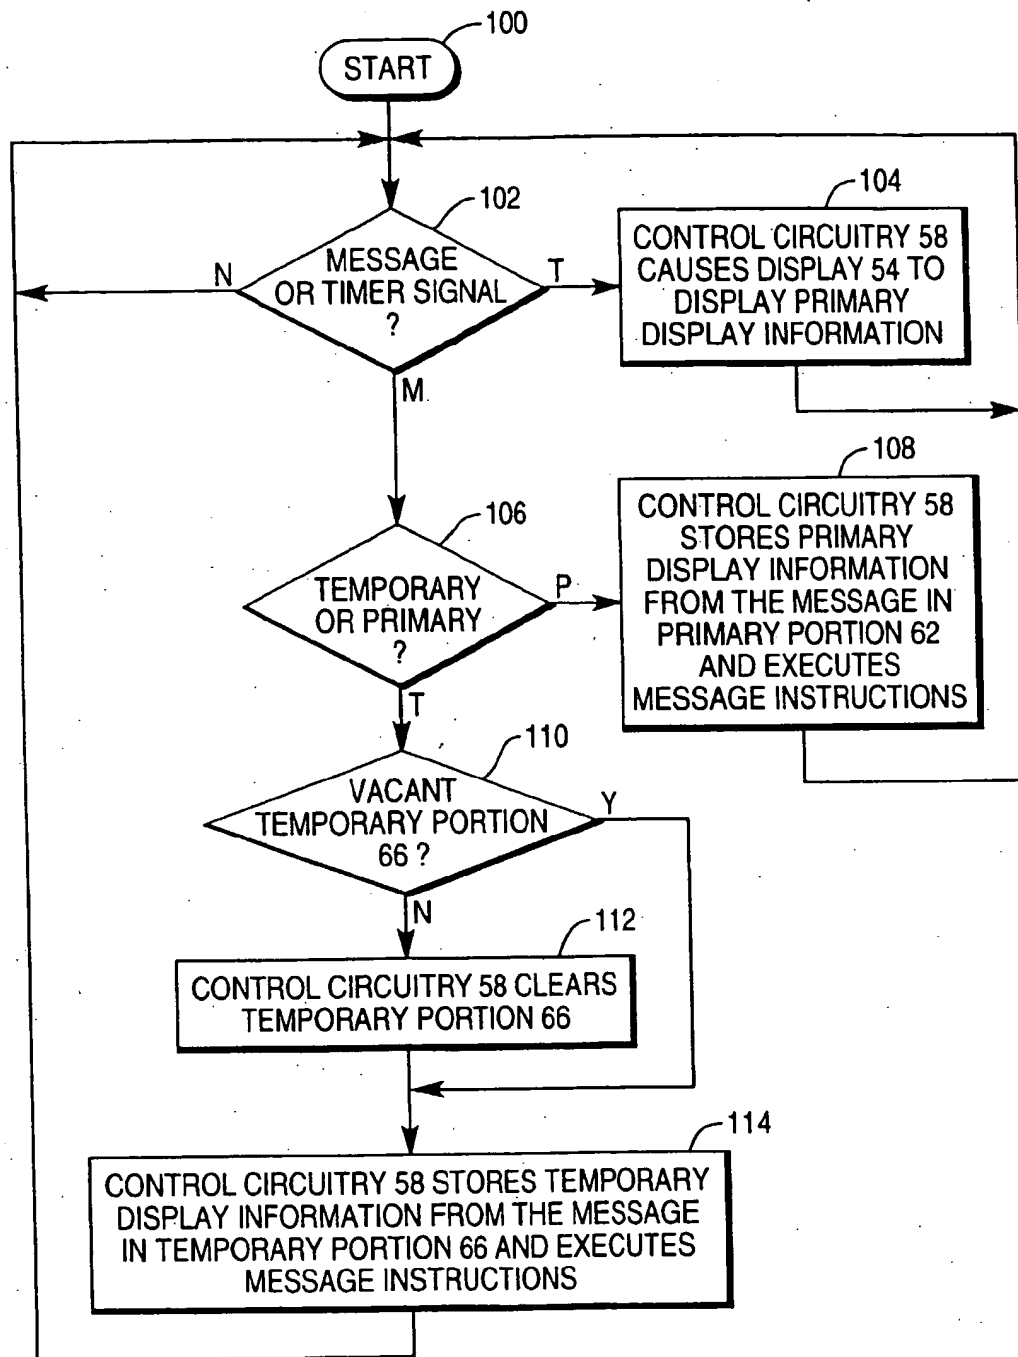 100
START
102
MESSAGE
OR TIMER SIGNAL
?
N
T
M
104
CONTROL CIRCUITRY 58
CAUSES DISPLAY 54 TO
DISPLAY PRIMARY
DISPLAY INFORMATION
106
TEMPORARY
OR PRIMARY
?
P
T
108
CONTROL CIRCUITRY 58
STORES PRIMARY
DISPLAY INFORMATION
FROM THE MESSAGE IN
PRIMARY PORTION 62
AND EXECUTES
MESSAGE INSTRUCTIONS
110
VACANT
TEMPORARY PORTION
66 ?
Y
N
112
CONTROL CIRCUITRY 58 CLEARS
TEMPORARY PORTION 66
114
CONTROL CIRCUITRY 58 STORES TEMPORARY
DISPLAY INFORMATION FROM THE MESSAGE
IN TEMPORARY PORTION 66 AND EXECUTES
MESSAGE INSTRUCTIONS